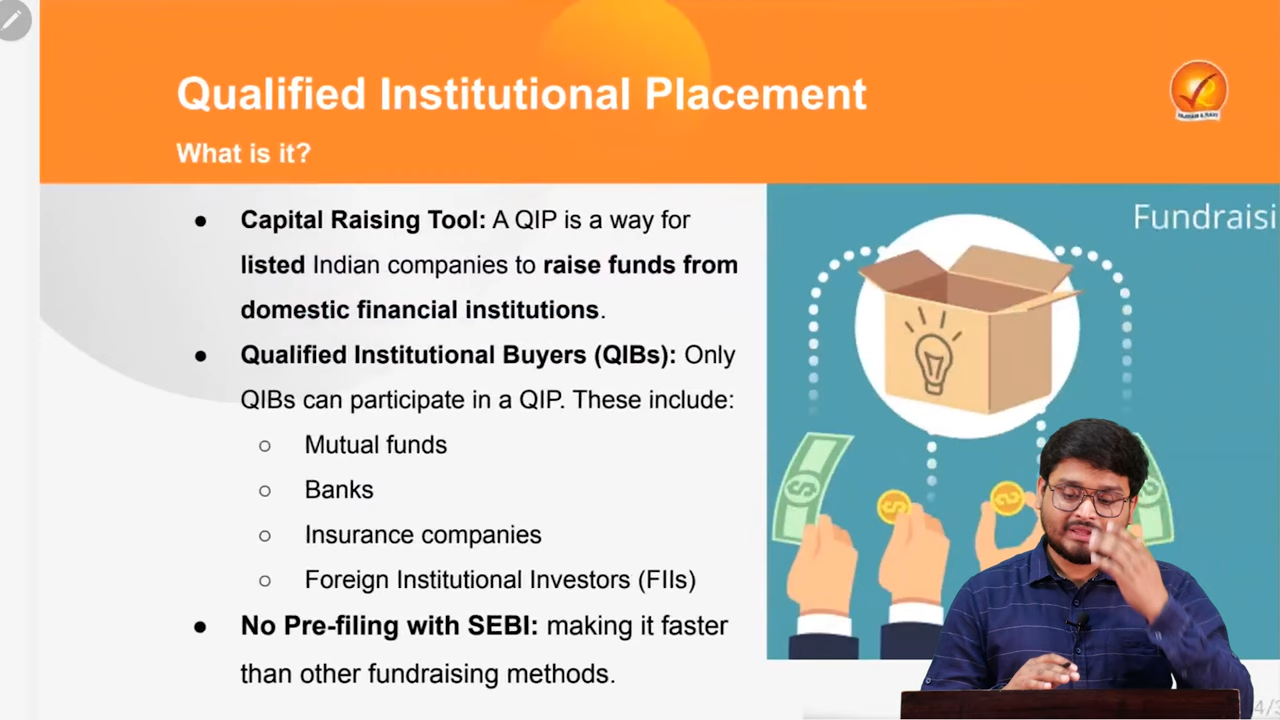 Qualified Institutional Placement
What is it?
● Capital Raising Tool: A QIP is a way for
listed Indian companies to raise funds from
domestic financial institutions.
● Qualified Institutional Buyers (QIBs): Only
QIBs can participate in a QIP. These include:
○ Mutual funds
○ Banks
○ Insurance companies
○ Foreign Institutional Investors (FIIs)
● No Pre-filing with SEBI: making it faster
than other fundraising methods.
Fundraisi